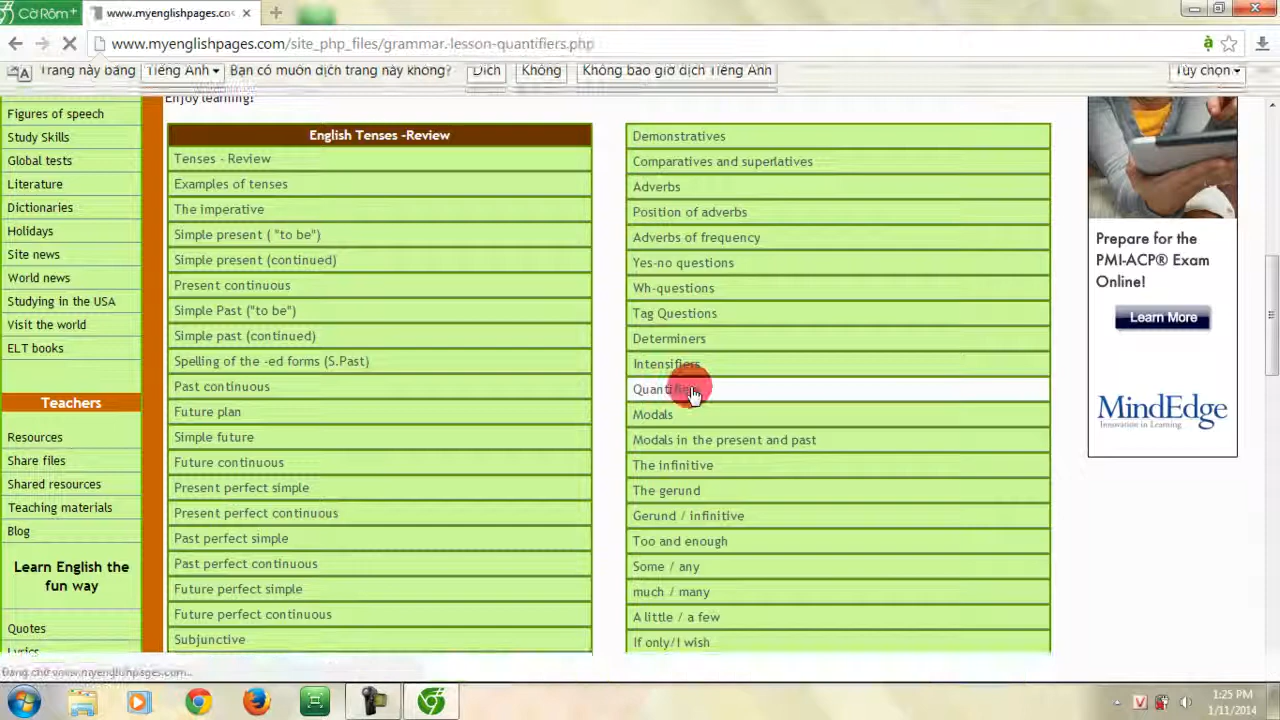 Cờ Rôm+
www.myenglishpages.co
www.myenglishpages.com/site_php_files/grammar.lesson-quantifiers.php
Trang này bằng Tiếng Anh Bạn có muốn dịch trang này không? Dịch Không Không bao giờ dịch Tiếng Anh Tùy chọn
Enjoy learning!
Figures of speech
Study Skills
Global tests
Literature
Dictionaries
Holidays
Site news
World news
Studying in the USA
Visit the world
ELT books
Teachers
Resources
Share files
Shared resources
Teaching materials
Blog
Learn English the
fun way
Quotes
Lyrics
English Tenses -Review
Tenses - Review
Examples of tenses
The imperative
Simple present ( "to be")
Simple present (continued)
Present continuous
Simple Past ("to be")
Simple past (continued)
Spelling of the -ed forms (S.Past)
Past continuous
Future plan
Simple future
Future continuous
Present perfect simple
Present perfect continuous
Past perfect simple
Past perfect continuous
Future perfect simple
Future perfect continuous
Subjunctive
Demonstratives
Comparatives and superlatives
Adverbs
Position of adverbs
Adverbs of frequency
Yes-no questions
Wh-questions
Tag Questions
Determiners
Intensifiers
Quantifiers
Modals
Modals in the present and past
The infinitive
The gerund
Gerund / infinitive
Too and enough
Some / any
much / many
A little / a few
If only/I wish
Prepare for the
PMI-ACP® Exam
Online!
Learn More
MindEdge
Innovation in Learning
Đang chờ www.myenglishpages.com...
1:25 PM
1/11/2014